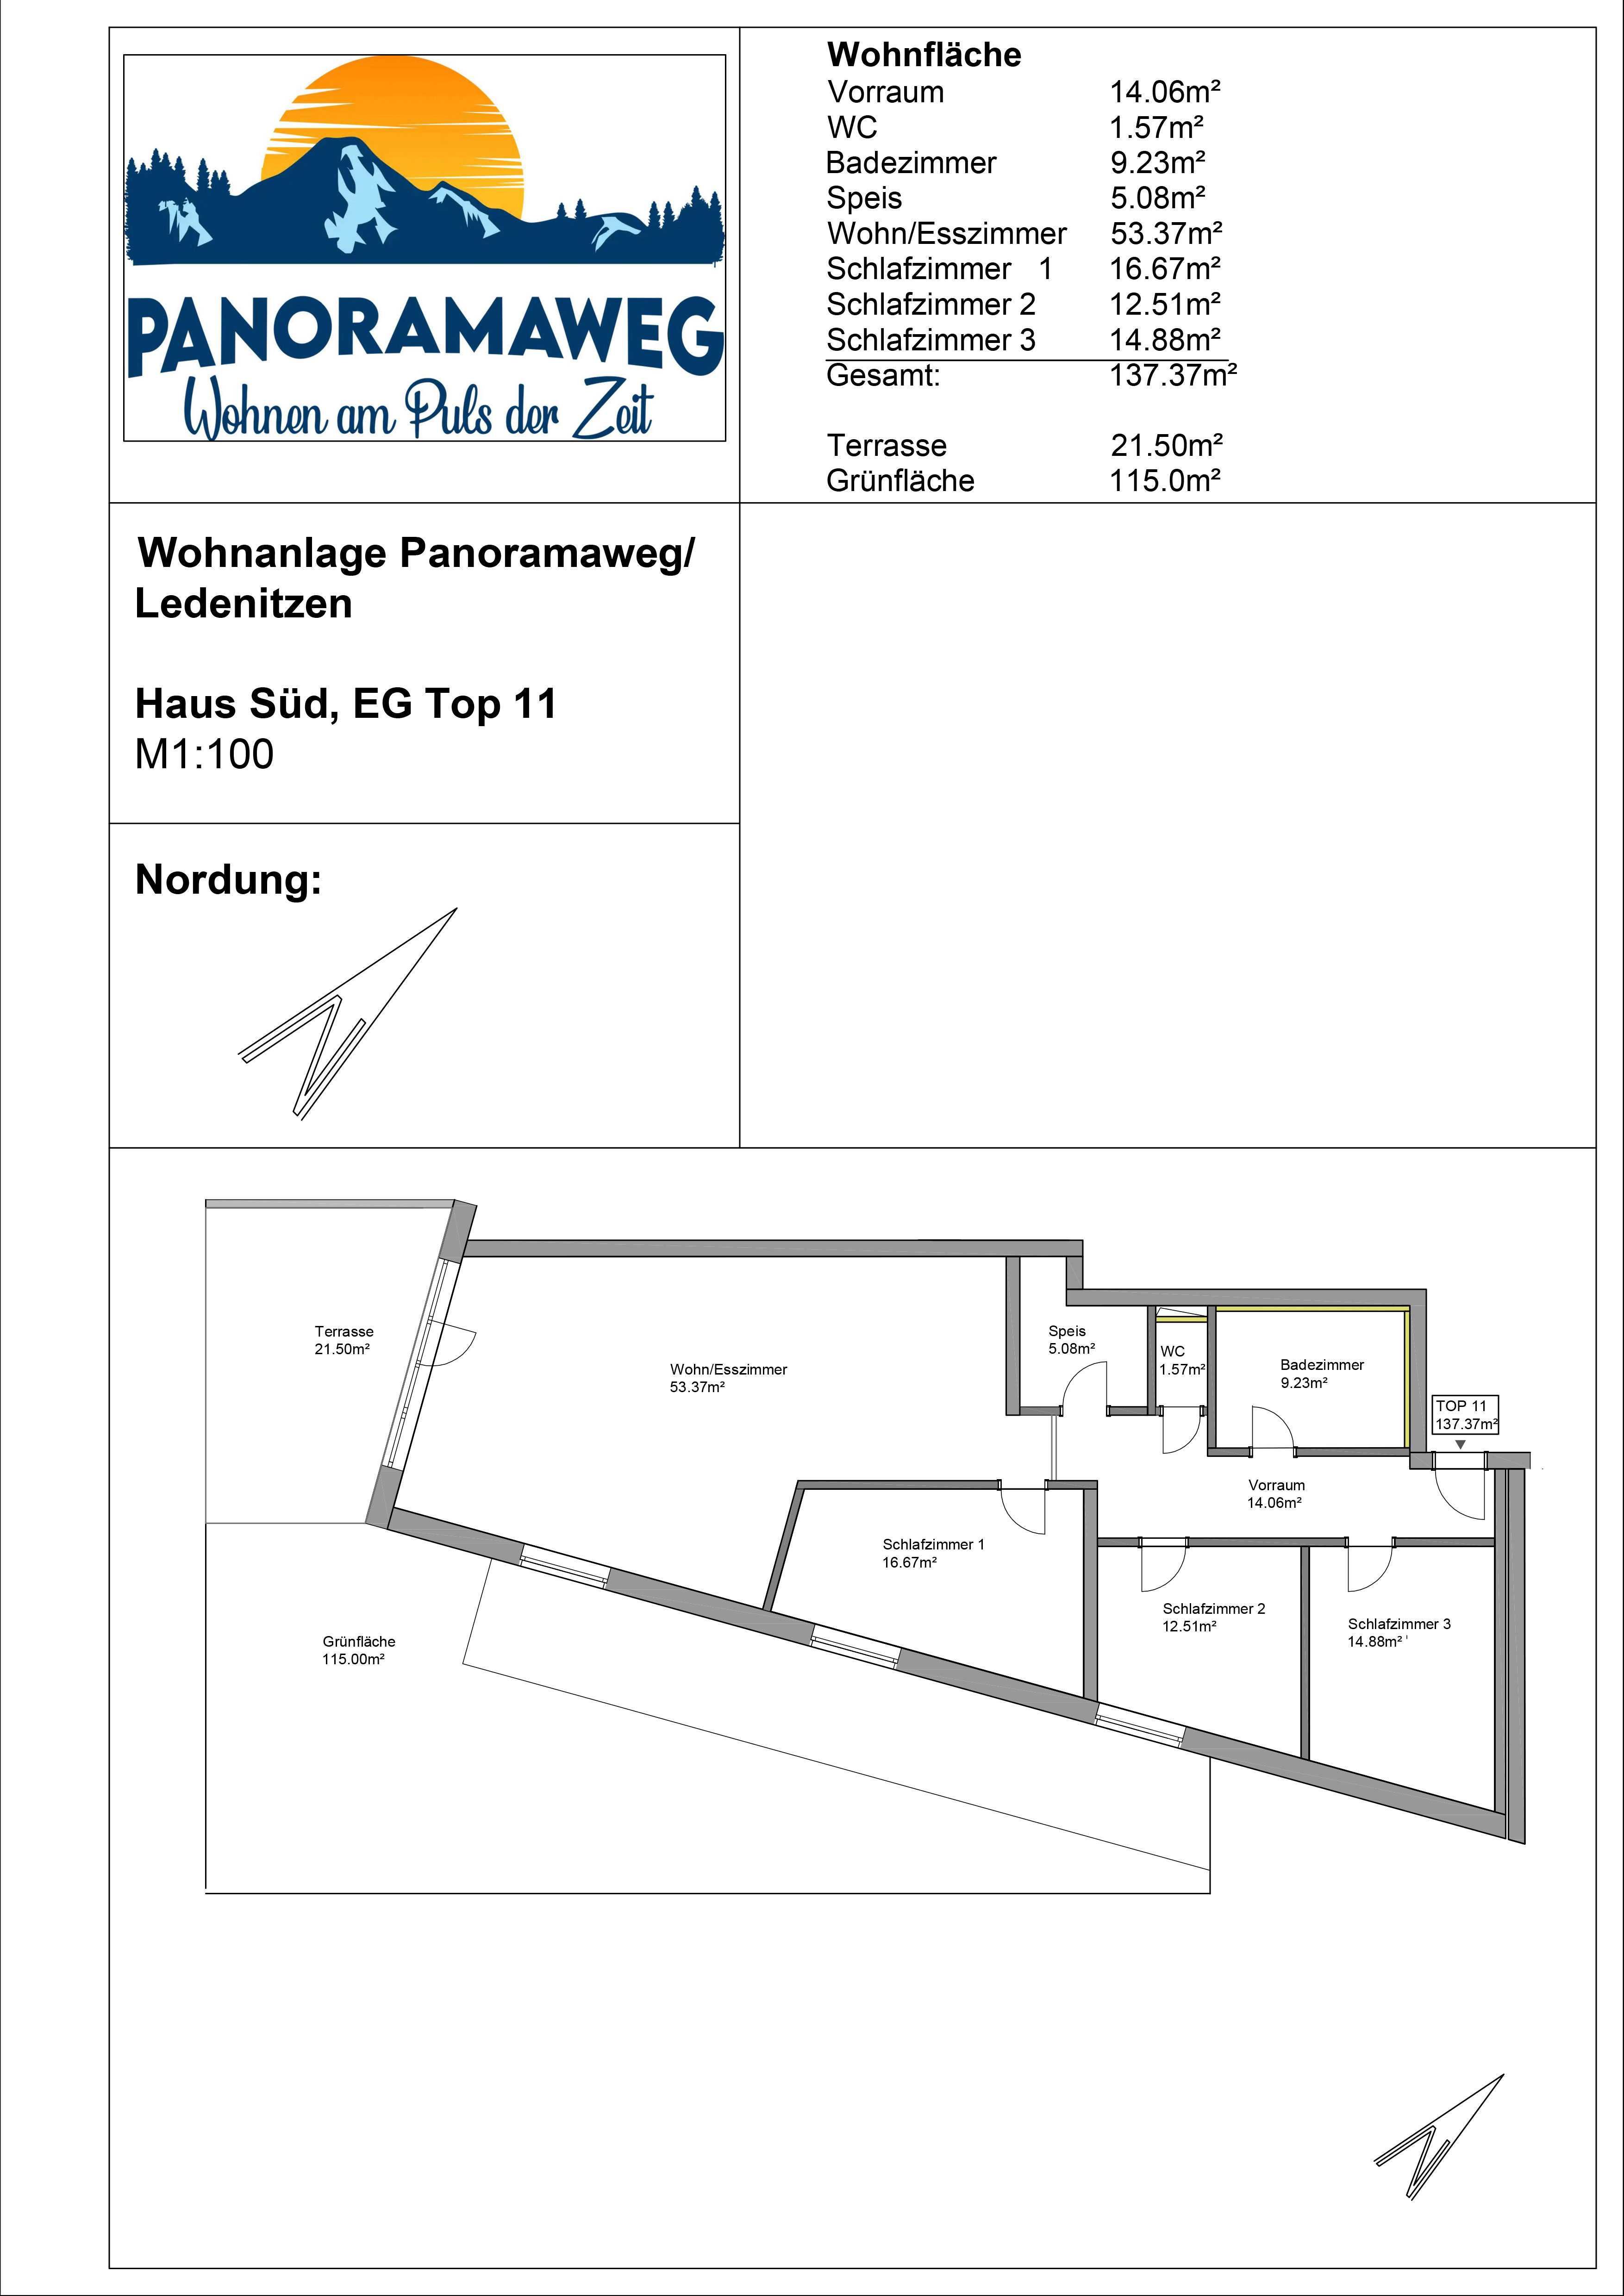 PANORAMAWEG
Wohnen am Puls der Zeit
Wohnfläche
Vorraum 14.06m²
WC 1.57m²
Badezimmer 9.23m²
Speis 5.08m²
Wohn/Esszimmer 53.37m²
Schlafzimmer 1 16.67m²
Schlafzimmer 2 12.51m²
Schlafzimmer 3 14.88m²
Gesamt: 137.37m²
Terrasse 21.50m²
Grünfläche 115.0m²
Wohnanlage Panoramaweg/
Ledenitzen
Haus Süd, EG Top 11
M1:100
Nordung:
N
Terrasse
21.50m²
Wohn/Esszimmer
53.37m²
Speis
5.08m²
WC
1.57m²
Badezimmer
9.23m²
TOP 11
137.37m²
Vorraum
14.06m²
Schlafzimmer 1
16.67m²
Schlafzimmer 2
12.51m²
Schlafzimmer 3
14.88m²
Grünfläche
115.00m²
N